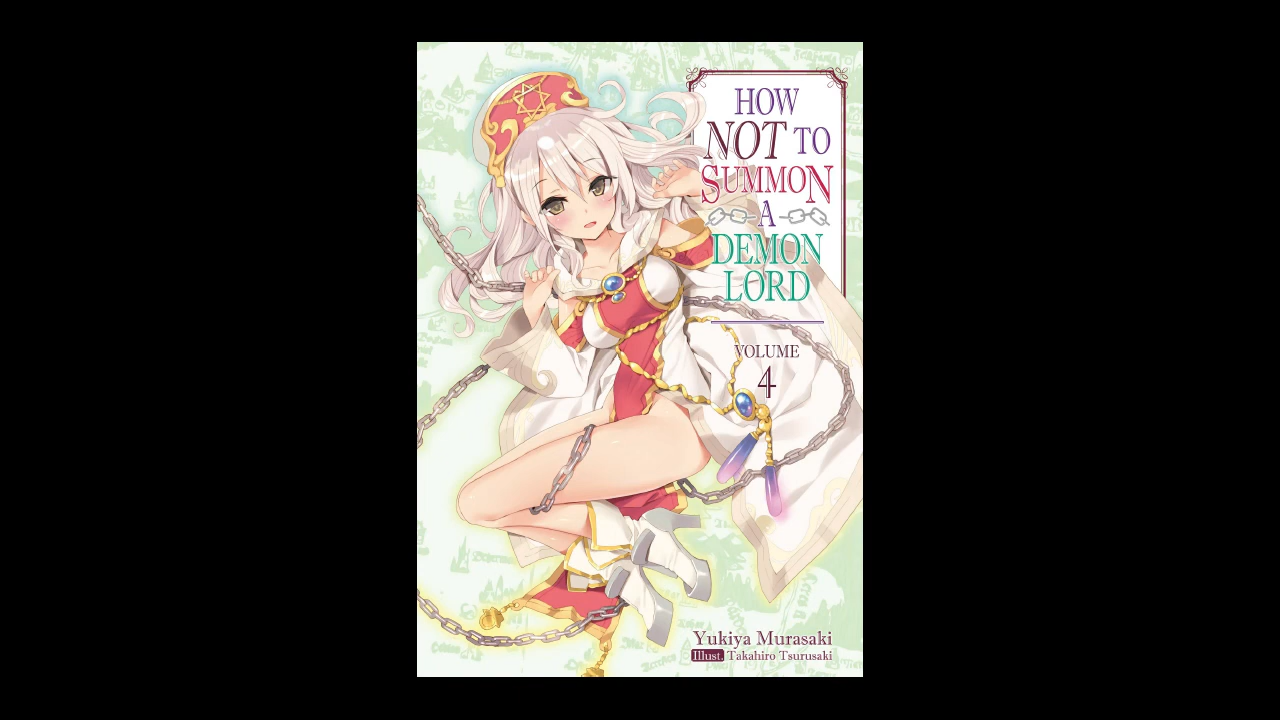 HOW
NOT TO
SUMMON
A
DEMON
LORD
VOLUME
4
Yukiya Murasaki
Illust. Takahiro Tsurusaki